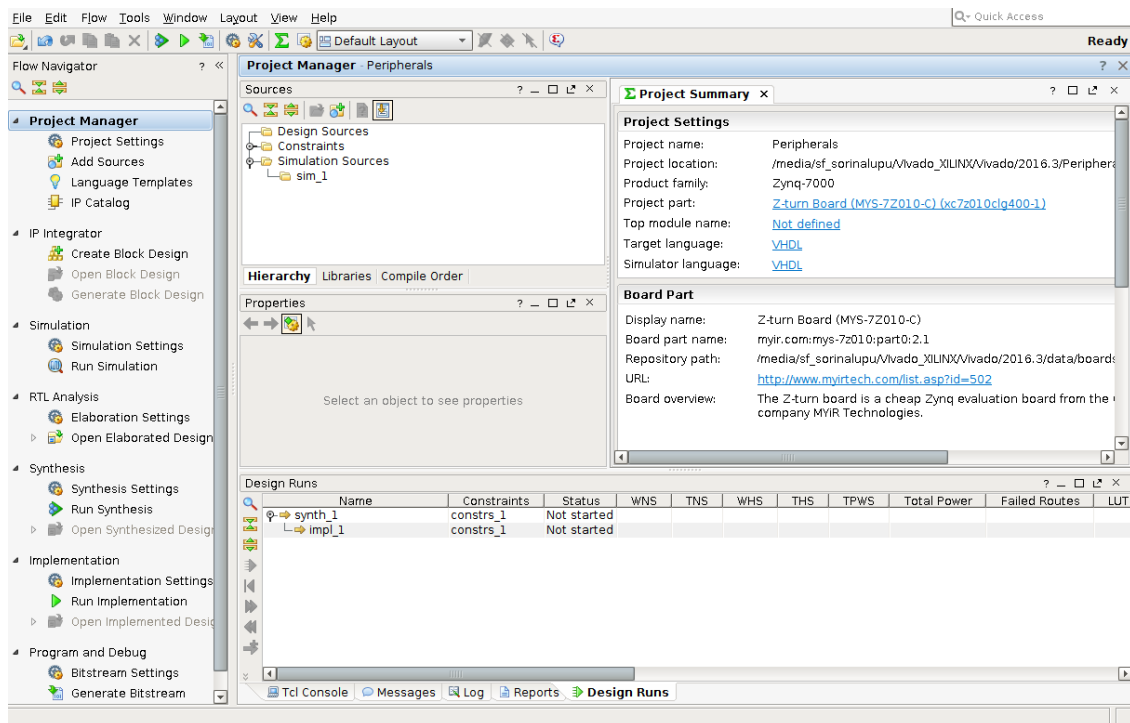 File Edit Flow Tools Window Layout View Help
Quick Access
Default Layout
Ready
Flow Navigator ? «
Project Manager - Peripherals ? ×
Project Manager
Project Settings
Add Sources
Language Templates
IP Catalog
IP Integrator
Create Block Design
Open Block Design
Generate Block Design
Simulation
Simulation Settings
Run Simulation
RTL Analysis
Elaboration Settings
Open Elaborated Design
Synthesis
Synthesis Settings
Run Synthesis
Open Synthesized Desig
Implementation
Implementation Settings
Run Implementation
Open Implemented Desig
Program and Debug
Bitstream Settings
Generate Bitstream
Sources
Design Sources
Constraints
Simulation Sources
sim_1
Hierarchy Libraries Compile Order
Properties
Select an object to see properties
Σ Project Summary ×
Project Settings
Project name: Peripherals
Project location: /media/sf_sorinalupu/VIvado_XILINX/Vivado/2016.3/Periphera
Product family: Zynq-7000
Project part: Z-turn Board (MYS-7Z010-C) (xc7z010clg400-1)
Top module name: Not defined
Target language: VHDL
Simulator language: VHDL
Board Part
Display name: Z-turn Board (MYS-7Z010-C)
Board part name: myir.com:mys-7z010:part0:2.1
Repository path: /media/sf_sorinalupu/VIvado_XILINX/Vivado/2016.3/data/boards
URL: http://www.myirtech.com/list.asp?id=502
Board overview: The Z-turn board is a cheap Zynq evaluation board from the
company MYiR Technologies.
Design Runs
Name Constraints Status WNS TNS WHS THS TPWS Total Power Failed Routes LUT
synth_1 constrs_1 Not started
impl_1 constrs_1 Not started
Tcl Console Messages Log Reports Design Runs